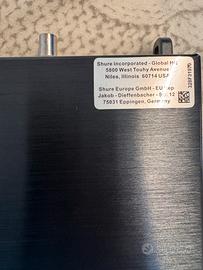 Shure Incorporated - Global HQ
5800 West Touhy Avenue
Niles, Illinois 60714 USA
Shure Europe GmbH - EU Rep
Jakob - Dieffenbacher - Str. 12
75031 Eppingen, Germany
subito